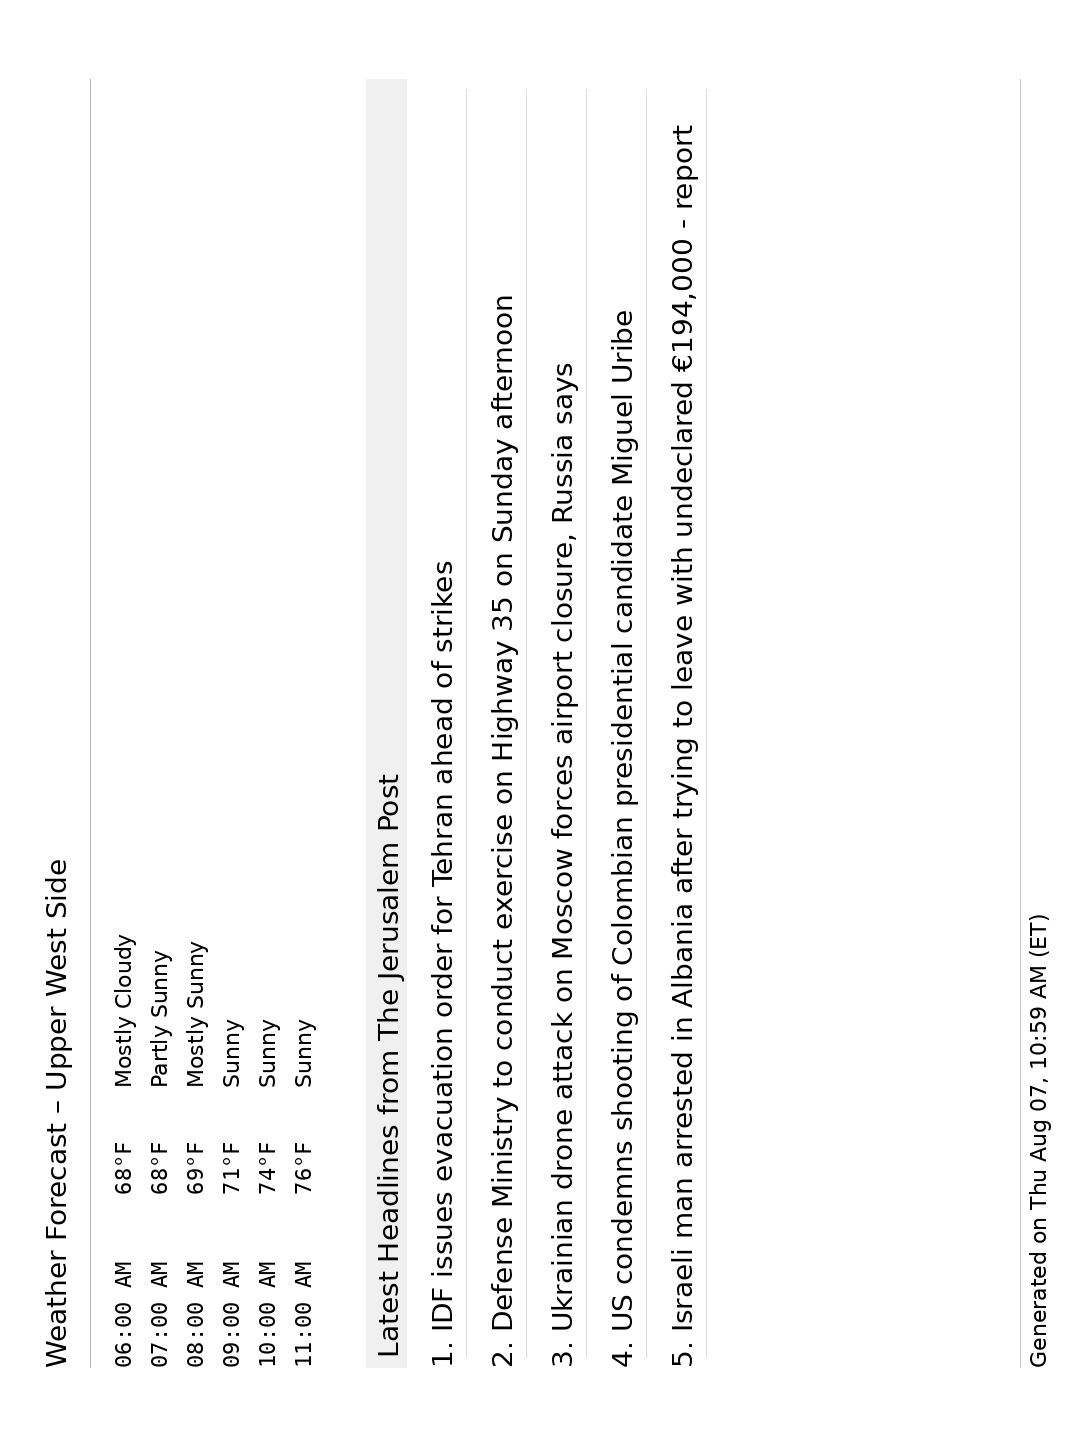 Weather Forecast – Upper West Side
06:00 AM 68°F Mostly Cloudy
07:00 AM 68°F Partly Sunny
08:00 AM 69°F Mostly Sunny
09:00 AM 71°F Sunny
10:00 AM 74°F Sunny
11:00 AM 76°F Sunny
Latest Headlines from The Jerusalem Post
1. IDF issues evacuation order for Tehran ahead of strikes
2. Defense Ministry to conduct exercise on Highway 35 on Sunday afternoon
3. Ukrainian drone attack on Moscow forces airport closure, Russia says
4. US condemns shooting of Colombian presidential candidate Miguel Uribe
5. Israeli man arrested in Albania after trying to leave with undeclared €194,000 - report
Generated on Thu Aug 07, 10:59 AM (ET)